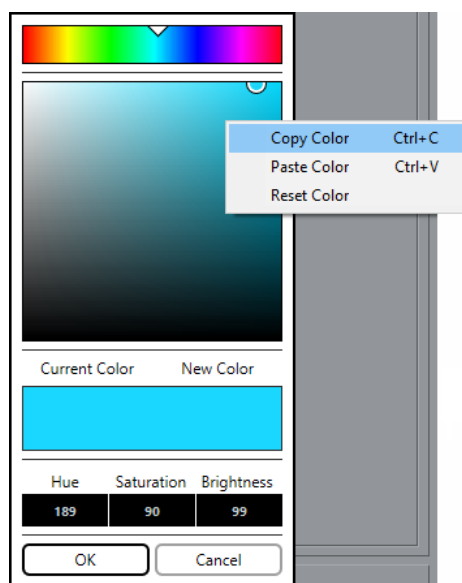 Copy Color Ctrl+C
Paste Color Ctrl+V
Reset Color
Current Color New Color
Hue Saturation Brightness
189 90 99
OK Cancel